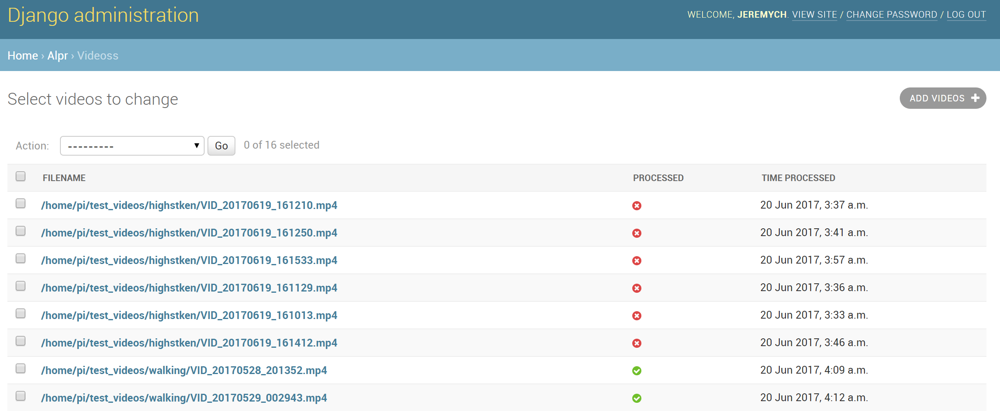 Django administration
WELCOME, JEREMYCH. VIEW SITE / CHANGE PASSWORD / LOG OUT
Home › Alpr › Videoss
Select videos to change
ADD VIDEOS +
Action: --------- Go 0 of 16 selected
FILENAME PROCESSED TIME PROCESSED
/home/pi/test_videos/highstken/VID_20170619_161210.mp4 20 Jun 2017, 3:37 a.m.
/home/pi/test_videos/highstken/VID_20170619_161250.mp4 20 Jun 2017, 3:41 a.m.
/home/pi/test_videos/highstken/VID_20170619_161533.mp4 20 Jun 2017, 3:57 a.m.
/home/pi/test_videos/highstken/VID_20170619_161129.mp4 20 Jun 2017, 3:36 a.m.
/home/pi/test_videos/highstken/VID_20170619_161013.mp4 20 Jun 2017, 3:33 a.m.
/home/pi/test_videos/highstken/VID_20170619_161412.mp4 20 Jun 2017, 3:46 a.m.
/home/pi/test_videos/walking/VID_20170528_201352.mp4 20 Jun 2017, 4:09 a.m.
/home/pi/test_videos/walking/VID_20170529_002943.mp4 20 Jun 2017, 4:12 a.m.